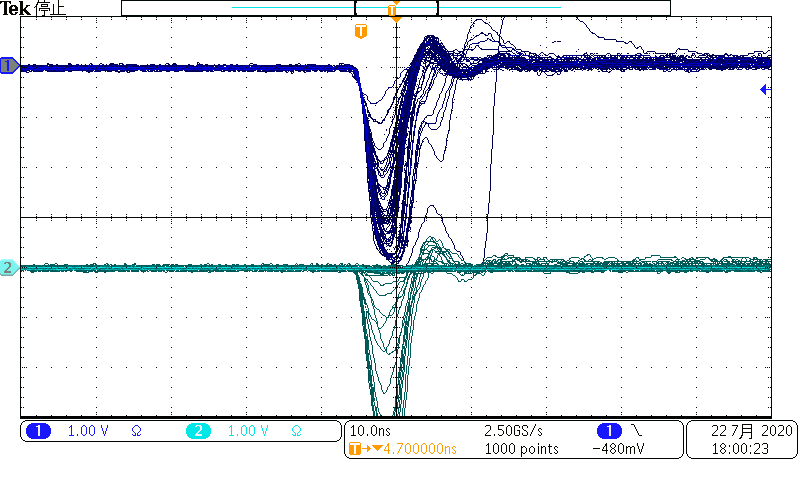 Tek 停止
T
T
1
2
1 1.00 V Ω 2 1.00 V Ω
10.0ns 2.50GS/s 1
T→▼4.700000ns 1000 points −480mV
22 7月 2020
18:00:23